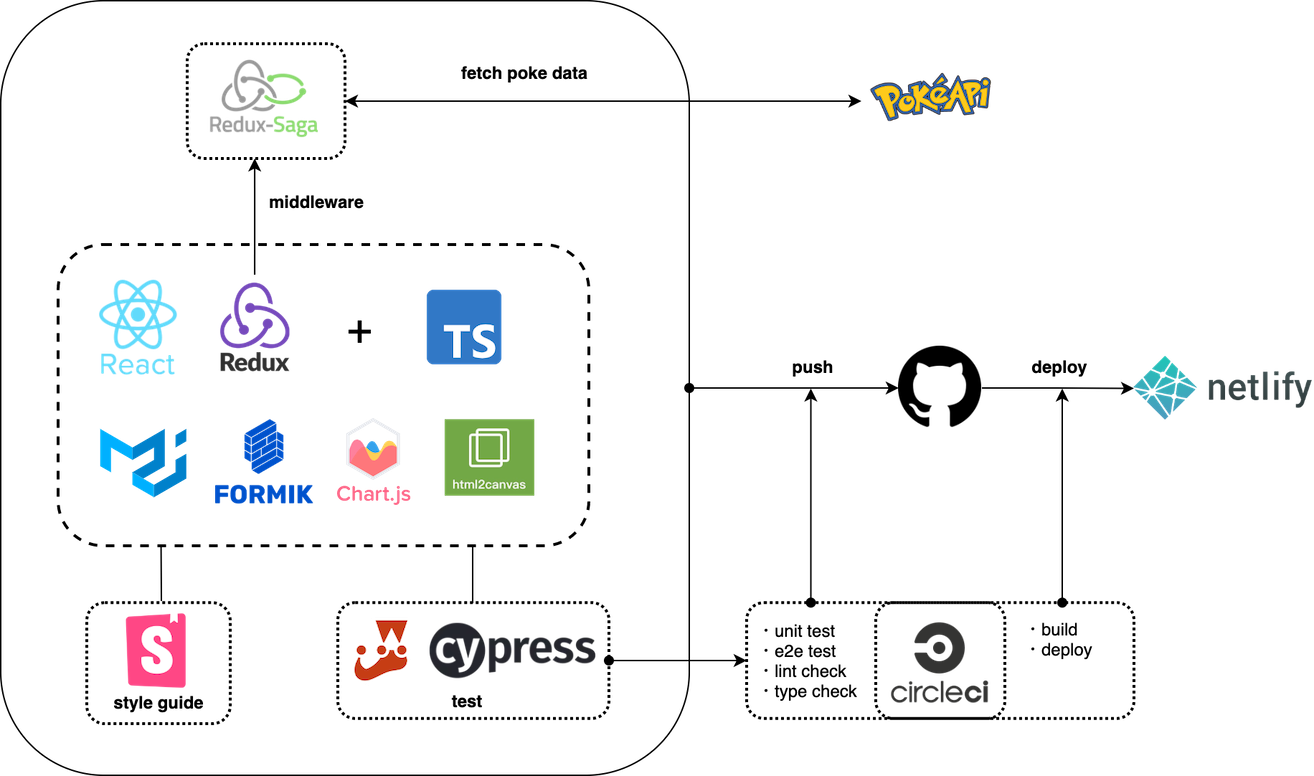 fetch poke data
PokéApi
Redux-Saga
middleware
React
Redux
+
TS
FORMIK
Chart.js
html2canvas
push
deploy
netlify
S
style guide
cypress
test
・unit test
・e2e test
・lint check
・type check
circleci
・build
・deploy